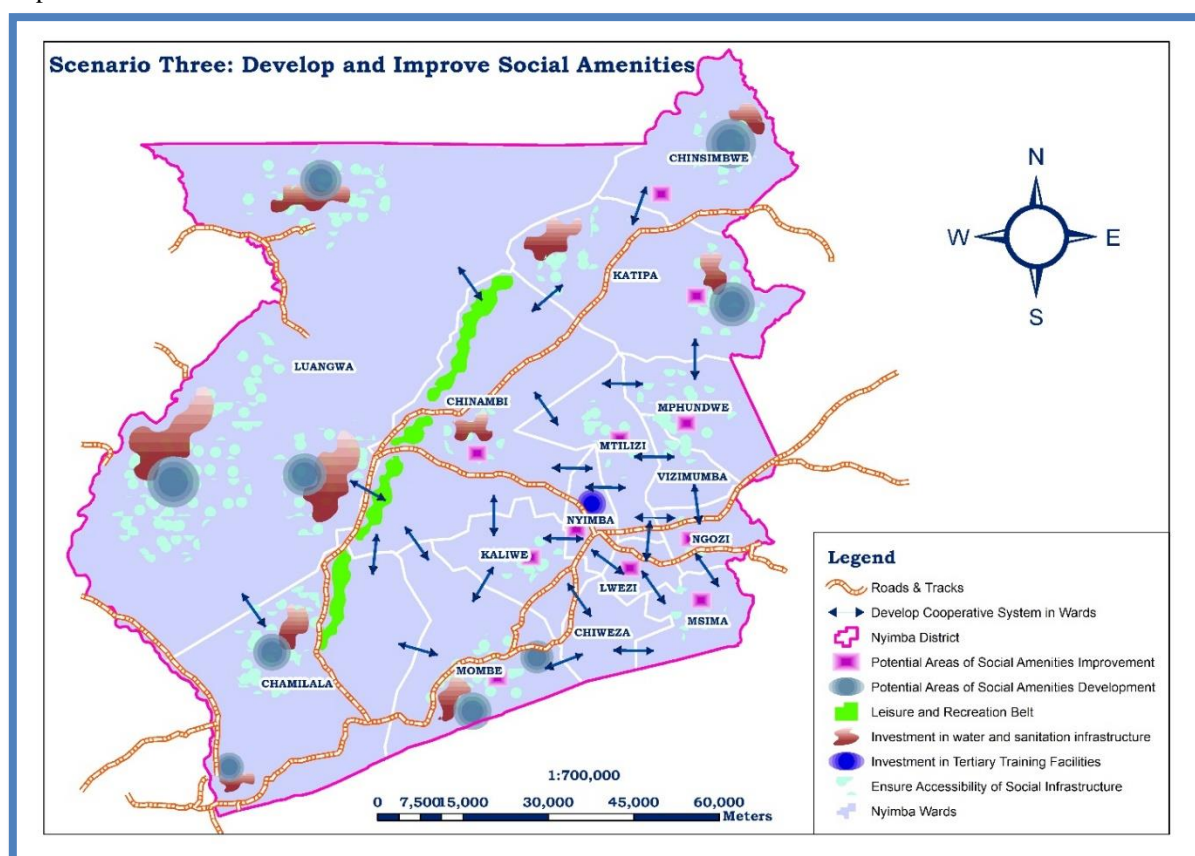 Scenario Three: Develop and Improve Social Amenities
CHINSIMBWE
N
W E
S
KATIPA
LUANGWA
CHINAMBI
MPHUNDWE
MTILIZI
VIZIMUMBA
NYIMBA
NGOZI
KALIWE
LWEZI
MSIMA
CHIWEZA
MOMBE
CHAMILALA
1:700,000
0 7,500 15,000 30,000 45,000 60,000
Meters
Legend
Roads & Tracks
Develop Cooperative System in Wards
Nyimba District
Potential Areas of Social Amenities Improvement
Potential Areas of Social Amenities Development
Leisure and Recreation Belt
Investment in water and sanitation infrastructure
Investment in Tertiary Training Facilities
Ensure Accessibility of Social Infrastructure
Nyimba Wards